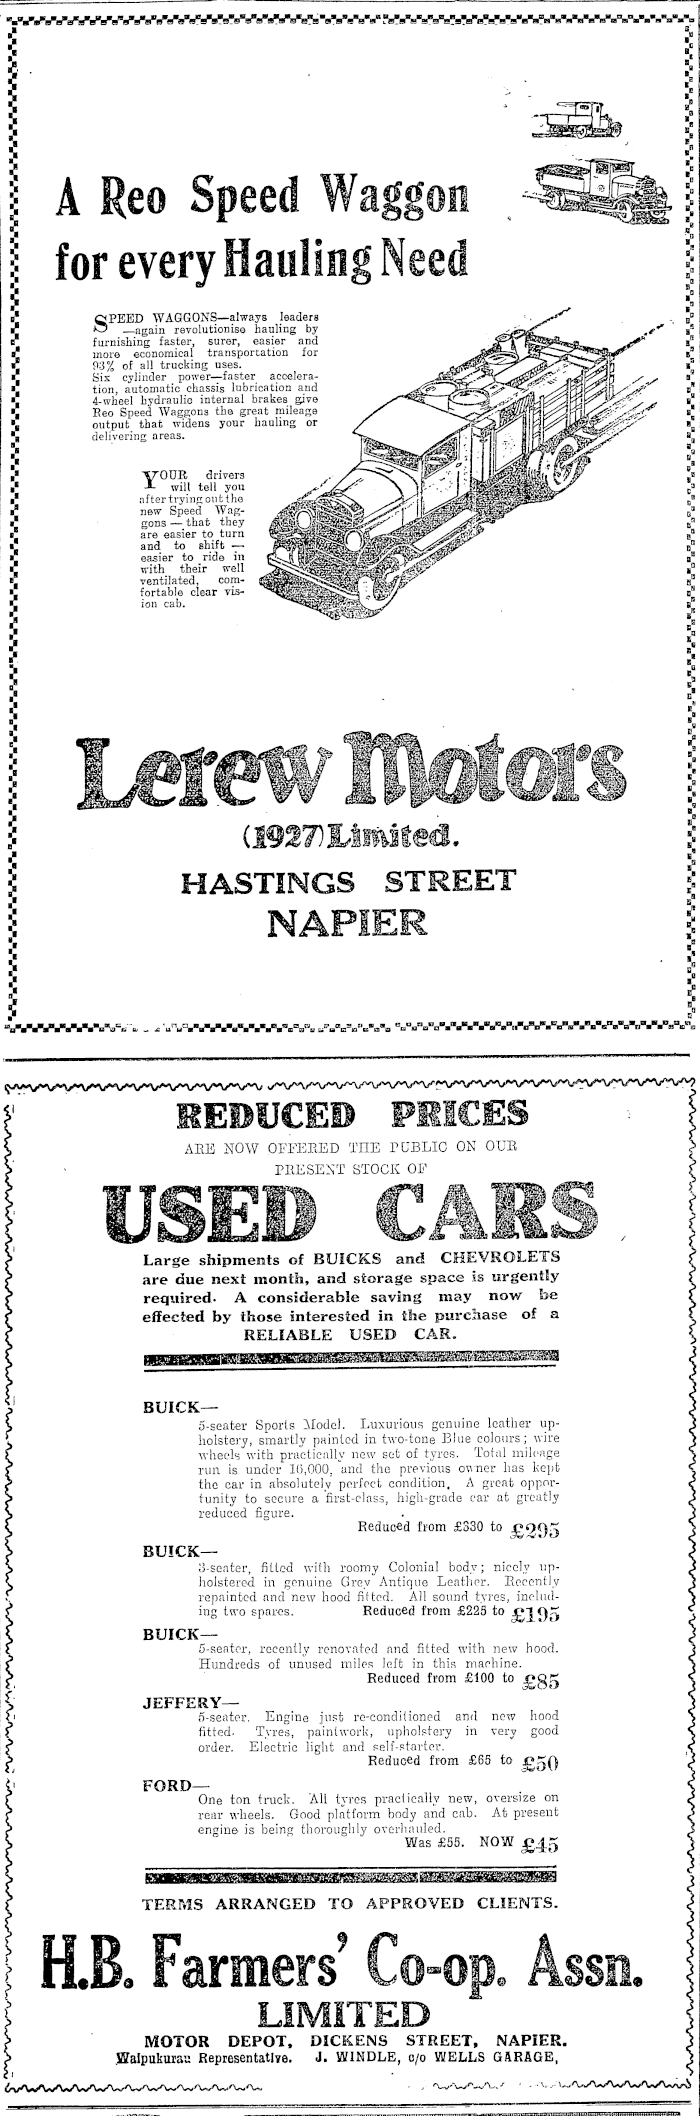 A Reo Speed Waggon
for every Hauling Need
SPEED WAGGONS—always leaders
—again revolutionise hauling by
furnishing faster, surer, easier and
more economical transportation for
93% of all trucking uses.
Six cylinder power—faster accelera-
tion, automatic chassis lubrication and
4-wheel hydraulic internal brakes give
Reo Speed Waggons the great mileage
output that widens your hauling or
delivering areas.
YOUR drivers
will tell you
after trying out the
new Speed Wag-
gons — that they
are easier to turn
and to shift —
easier to ride in
with their well
ventilated, com-
fortable clear vis-
ion cab.
Lerew Motors
(1927) Limited.
HASTINGS STREET
NAPIER
REDUCED PRICES
ARE NOW OFFERED THE PUBLIC ON OUR
PRESENT STOCK OF
USED CARS
Large shipments of BUICKS and CHEVROLETS
are due next month, and storage space is urgently
required. A considerable saving may now be
effected by those interested in the purchase of a
RELIABLE USED CAR.
BUICK—
5-seater Sports Model. Luxurious genuine leather up-
holstery, smartly painted in two-tone Blue colours; wire
wheels with practically new set of tyres. Total mileage
run is under 16,000, and the previous owner has kept
the car in absolutely perfect condition. A great oppor-
tunity to secure a first-class, high-grade car at greatly
reduced figure.
Reduced from £330 to £295
BUICK—
3-seater, fitted with roomy Colonial body; nicely up-
holstered in genuine Grey Antique Leather. Recently
repainted and new hood fitted. All sound tyres, includ-
ing two spares. Reduced from £225 to £195
BUICK—
5-seater, recently renovated and fitted with new hood.
Hundreds of unused miles left in this machine.
Reduced from £100 to £85
JEFFERY—
5-seater. Engine just re-conditioned and new hood
fitted. Tyres, paintwork, upholstery in very good
order. Electric light and self-starter.
Reduced from £65 to £50
FORD—
One ton truck. All tyres practically new, oversize on
rear wheels. Good platform body and cab. At present
engine is being thoroughly overhauled.
Was £55. NOW £45
TERMS ARRANGED TO APPROVED CLIENTS.
H.B. Farmers' Co-op. Assn.
LIMITED
MOTOR DEPOT, DICKENS STREET, NAPIER.
Waipukurau Representative. J. WINDLE, c/o WELLS GARAGE,